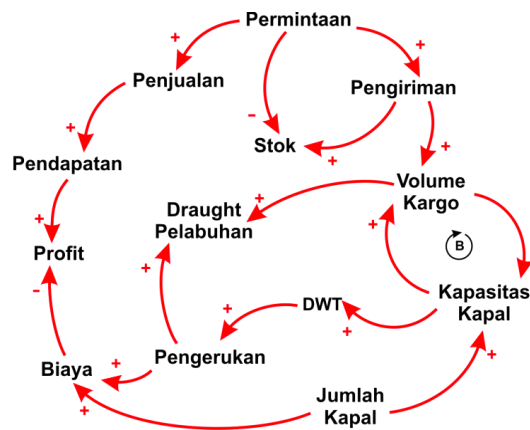 Permintaan
+
+
Penjualan
Pengiriman
+
-
Stok
+
+
Pendapatan
Volume
Kargo
+
Draught
Pelabuhan
+
+
Profit
B
-
+
Kapasitas
Kapal
DWT
+
+
+
Pengerukan
+
Biaya
+
Jumlah
Kapal
+